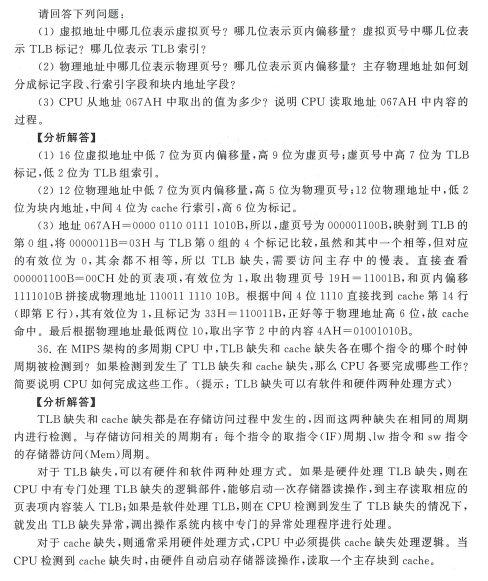 请回答下列问题：
(1) 虚拟地址中哪几位表示虚拟页号？哪几位表示页内偏移量？虚拟页号中哪几位表
示 TLB 标记？哪几位表示 TLB 索引？
(2) 物理地址中哪几位表示物理页号？哪几位表示页内偏移量？主存物理地址如何划
分成标记字段、行索引字段和块内地址字段？
(3) CPU 从地址 067AH 中取出的值为多少？说明 CPU 读取地址 067AH 中内容的
过程。
【分析解答】
(1) 16 位虚拟地址中低 7 位为页内偏移量,高 9 位为虚页号;虚页号中高 7 位为 TLB
标记,低 2 位为 TLB 组索引。
(2) 12 位物理地址中低 7 位为页内偏移量,高 5 位为物理页号;12 位物理地址中,低 2
位为块内地址,中间 4 位为 cache 行索引,高 6 位为标记。
(3) 地址 067AH=0000 0110 0111 1010B,所以,虚页号为 000001100B,映射到 TLB 的
第 0 组,将 0000011B=03H 与 TLB 第 0 组的 4 个标记比较,虽然和其中一个相等,但对应
的有效位为 0,其余都不相等,所以 TLB 缺失,需要访问主存中的慢表。直接查看
000001100B=00CH 处的页表项,有效位为 1,取出物理页号 19H=11001B,和页内偏移
1111010B 拼接成物理地址 110011 1110 10B。根据中间 4 位 1110 直接找到 cache 第 14 行
(即第 E 行),其有效位为 1,且标记为 33H=110011B,正好等于物理地址高 6 位,故 cache
命中。最后根据物理地址最低两位 10,取出字节 2 中的内容 4AH=01001010B。
36. 在 MIPS 架构的多周期 CPU 中,TLB 缺失和 cache 缺失各在哪个指令的哪个时钟
周期被检测到？如果检测到发生了 TLB 缺失和 cache 缺失,那么 CPU 各要完成哪些工作？
简要说明 CPU 如何完成这些工作。(提示：TLB 缺失可以有软件和硬件两种处理方式)
【分析解答】
TLB 缺失和 cache 缺失都是在存储访问过程中发生的,因而这两种缺失在相同的周期
内进行检测。与存储访问相关的周期有：每个指令的取指令(IF)周期、lw 指令和 sw 指令
的存储器访问(Mem)周期。
对于 TLB 缺失,可以有硬件和软件两种处理方式。如果是硬件处理 TLB 缺失,则在
CPU 中有专门处理 TLB 缺失的逻辑部件,能够启动一次存储器读操作,到主存读取相应的
页表项内容装入 TLB;如果是软件处理 TLB,则在 CPU 检测到发生了 TLB 缺失的情况下,
就发出 TLB 缺失异常,调出操作系统内核中专门的异常处理程序进行处理。
对于 cache 缺失,则通常采用硬件处理方式,CPU 中必须提供 cache 缺失处理逻辑。当
CPU 检测到 cache 缺失时,由硬件自动启动存储器读操作,读取一个主存块到 cache。